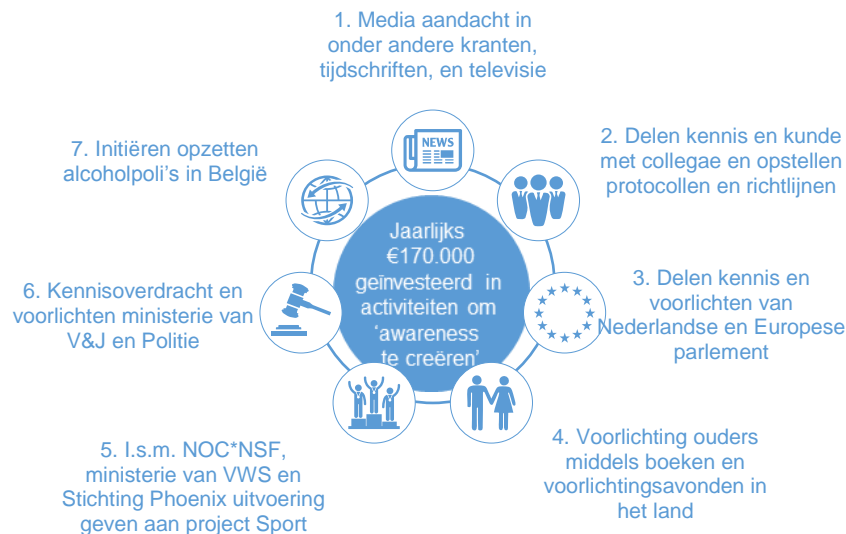 1. Media aandacht in
onder andere kranten,
tijdschriften, en televisie
NEWS
2. Delen kennis en kunde
met collegae en opstellen
protocollen en richtlijnen
3. Delen kennis en
voorlichten van
Nederlandse en Europese
parlement
4. Voorlichting ouders
middels boeken en
voorlichtingsavonden in
het land
5. I.s.m. NOC*NSF,
ministerie van VWS en
Stichting Phoenix uitvoering
geven aan project Sport
6. Kennisoverdracht en
voorlichten ministerie van
V&J en Politie
7. Initiëren opzetten
alcoholpoli's in België
Jaarlijks
€170.000
geïnvesteerd in
activiteiten om
'awareness
te creëren'